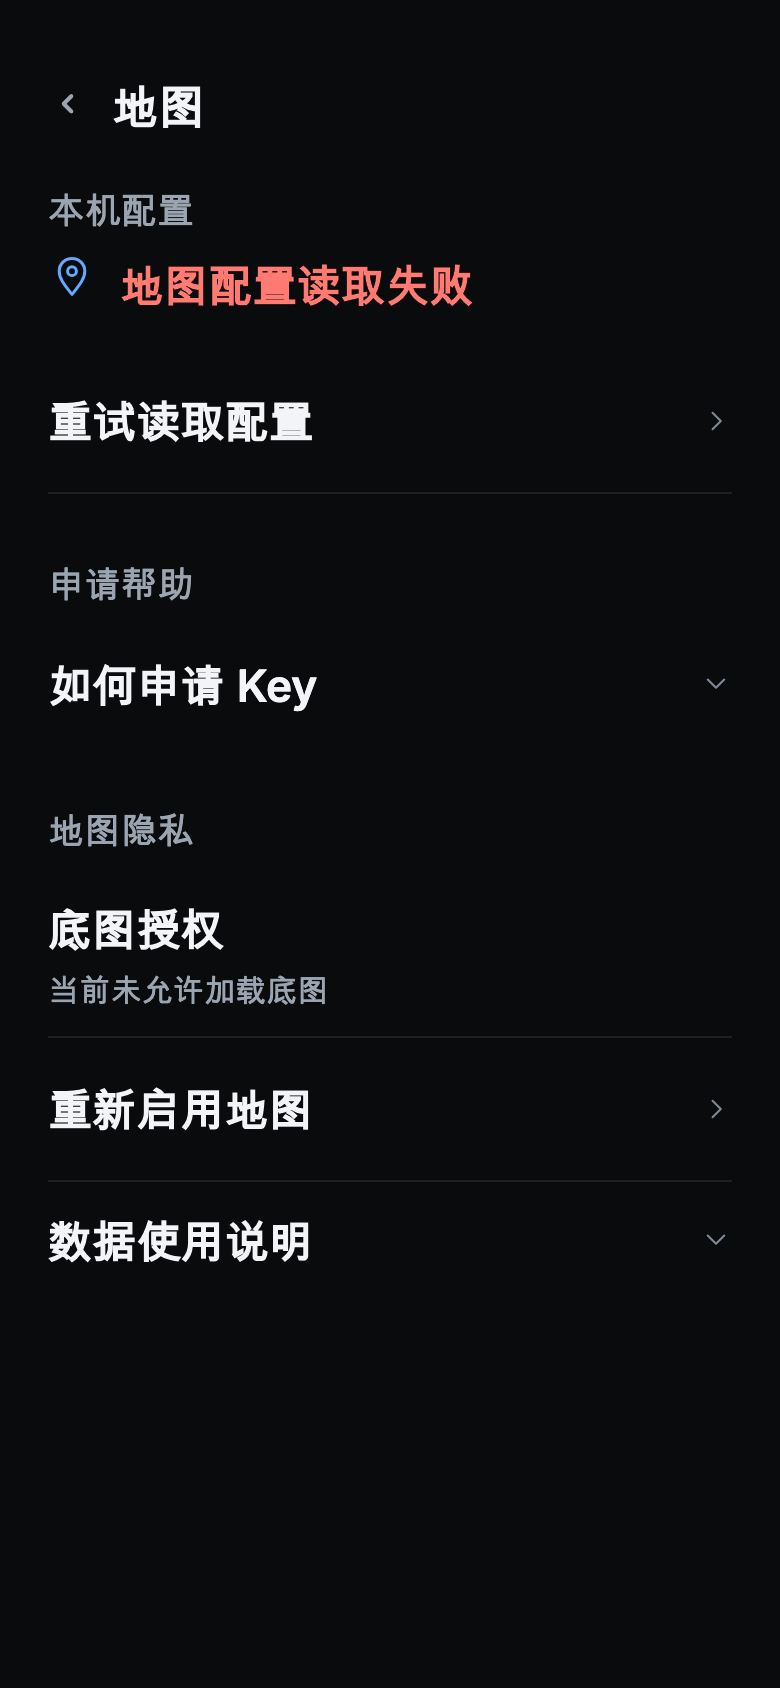 地图
本机配置
地图配置读取失败
重试读取配置
申请帮助
如何申请 Key
地图隐私
底图授权
当前未允许加载底图
重新启用地图
数据使用说明